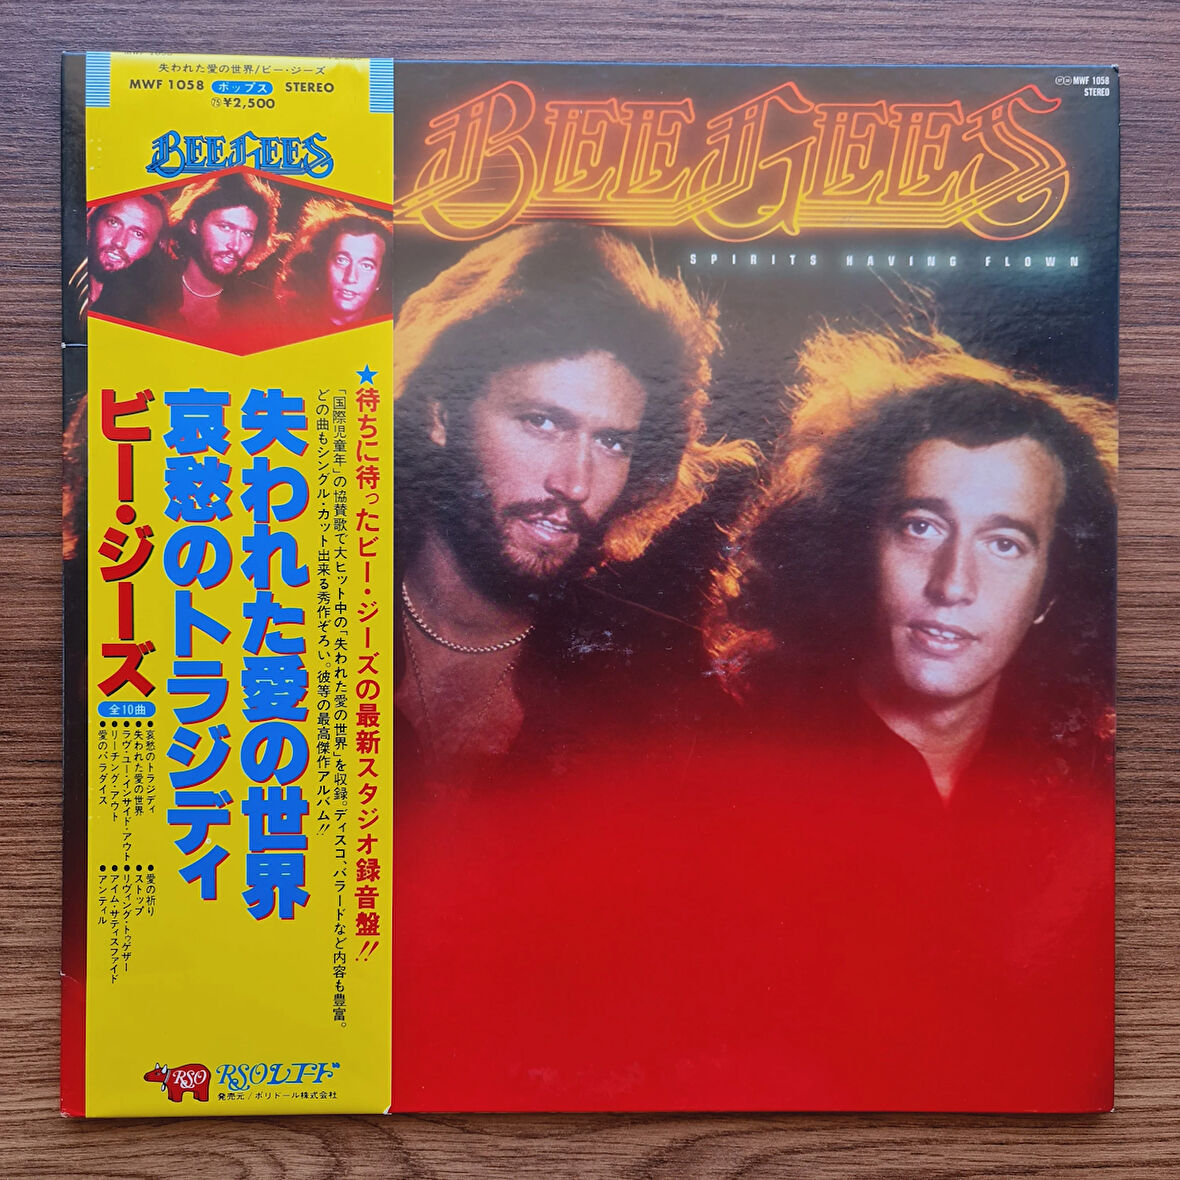 失われた愛の世界/ビー・ジーズ
MWF 1058 ポップス STEREO
㊄¥2,500
BEE GEES
★待ちに待ったビー・ジーズの最新スタジオ録音盤!!
「国際児童年」の協賛歌で大ヒット中の「失われた愛の世界」を収録。ディスコ、バラードなど内容も豊富。
どの曲もシングル・カット出来る秀作ぞろい。彼等の最高傑作アルバム!!
失われた愛の世界
哀愁のトラジディ
ビー・ジーズ
全10曲
●哀愁のトラジディ
●失われた愛の世界
●ラヴ・ユー・インサイド・アウト
●リーチング・アウト
●愛のパラダイス
●愛の祈り
●ストップ
●リヴィング・トゥゲザー
●アイム・サティスファイド
●アンティル
RSO RSOレコード
発売元/ポリドール株式会社
MWF 1058
STEREO
BEE GEES
SPIRITS HAVING FLOWN